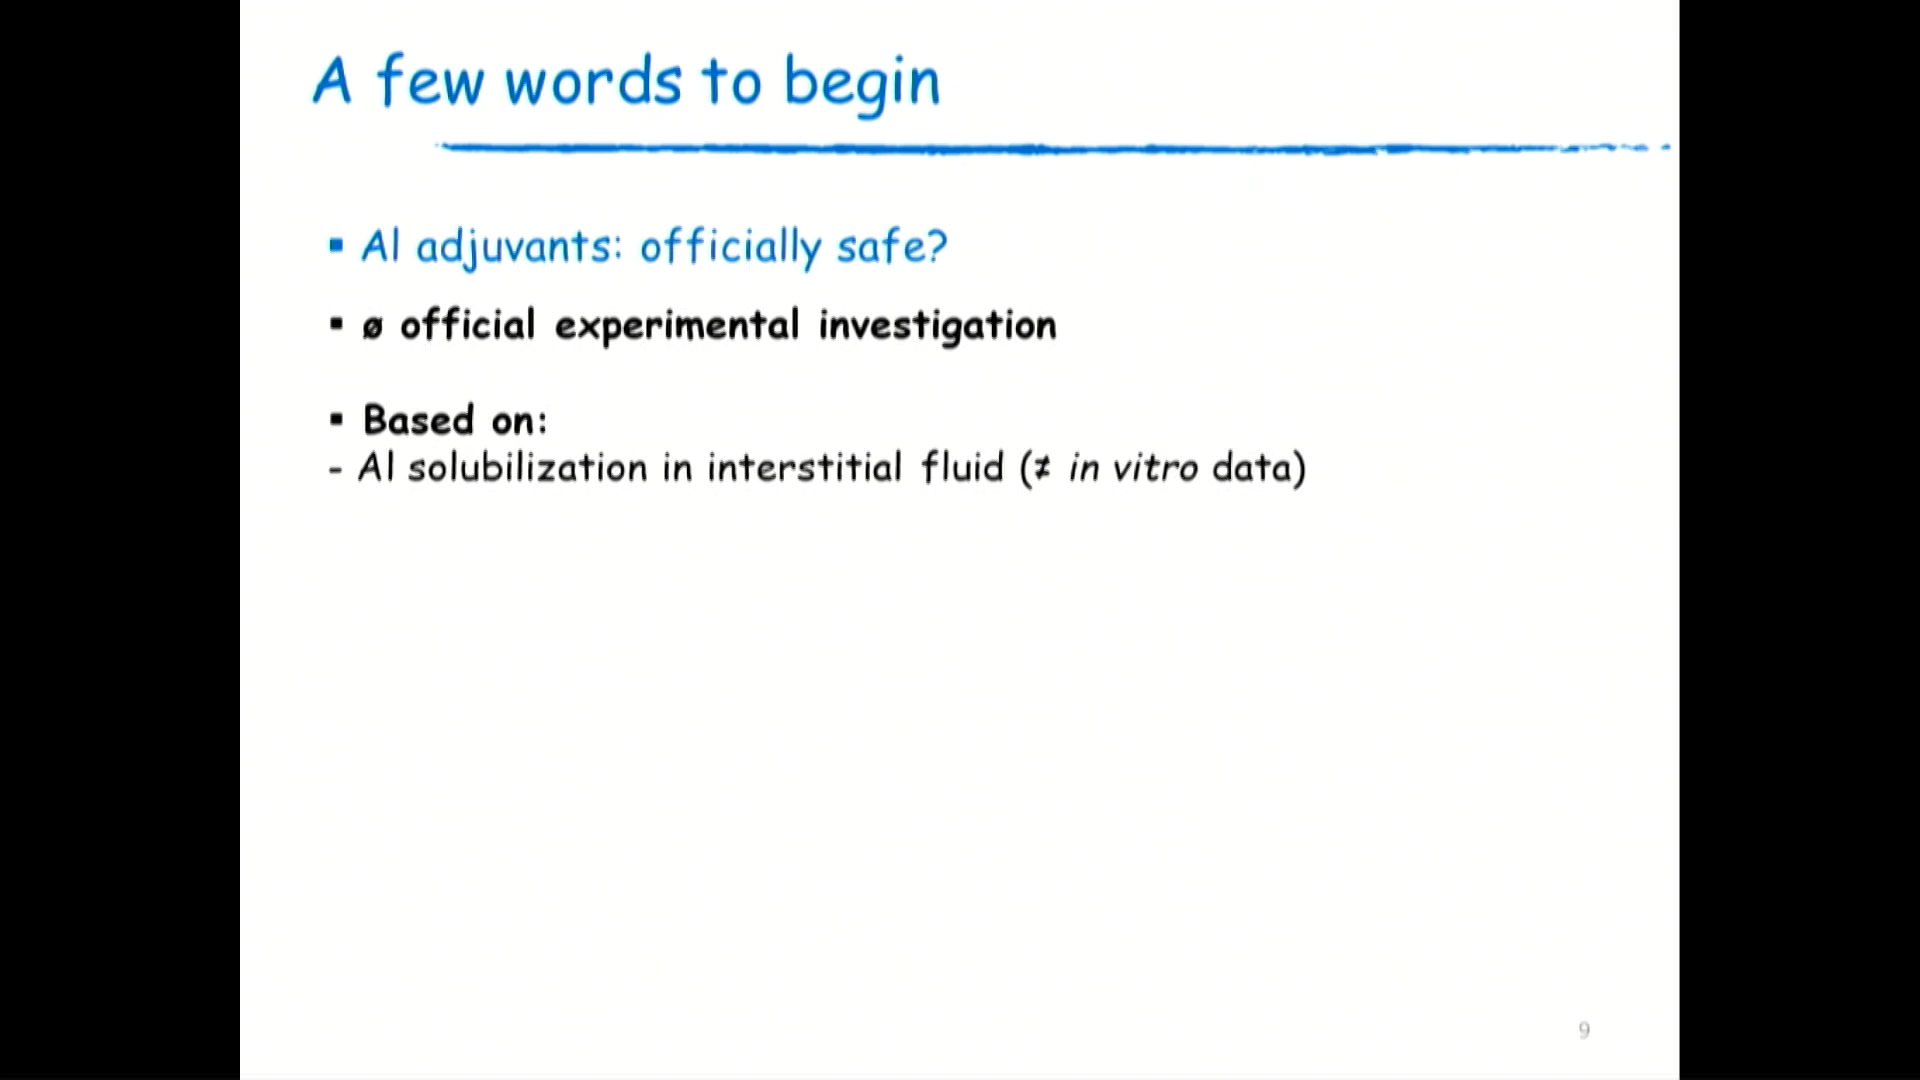 A few words to begin
▪ Al adjuvants: officially safe?
▪ ø official experimental investigation
▪ Based on:
- Al solubilization in interstitial fluid (≠ in vitro data)
9